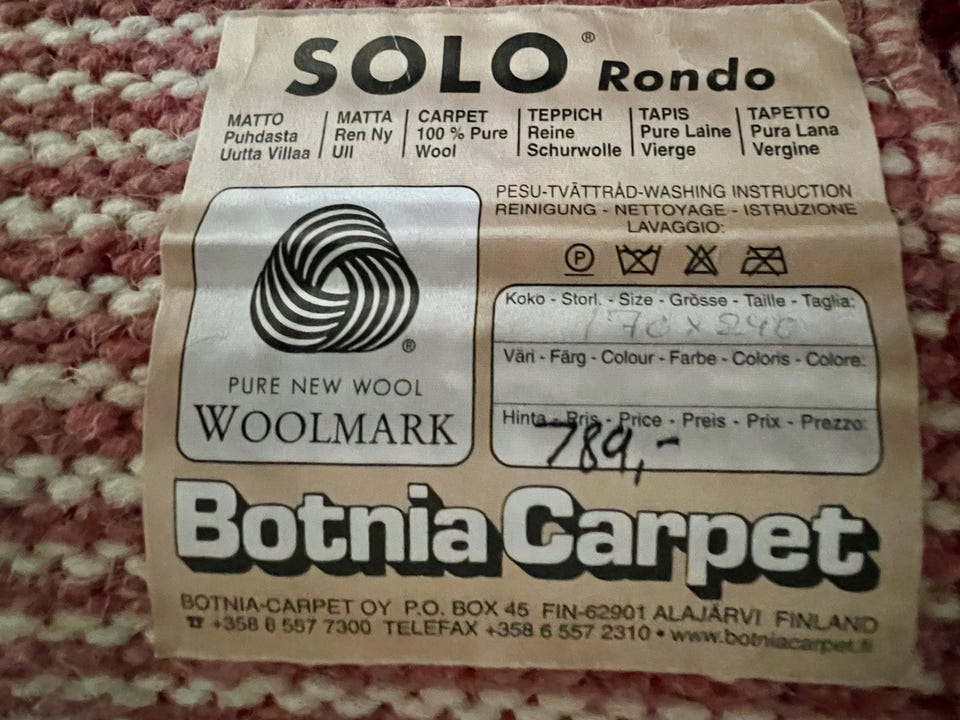 SOLO® Rondo
MATTO MATTA CARPET TEPPICH TAPIS TAPETTO
Puhdasta Ren Ny 100 % Pure Reine Pure Laine Pura Lana
Uutta Villaa Ull Wool Schurwolle Vierge Vergine
PESU-TVÄTTRÅD-WASHING INSTRUCTION
REINIGUNG - NETTOYAGE - ISTRUZIONE
LAVAGGIO:
P
Koko - Storl. - Size - Grösse - Taille - Taglia:
170 x 240
Väri - Färg - Colour - Farbe - Coloris - Colore:
Hinta - Pris - Price - Preis - Prix - Prezzo:
789,-
®
PURE NEW WOOL
WOOLMARK
Botnia Carpet
BOTNIA-CARPET OY P.O. BOX 45 FIN-62901 ALAJÄRVI FINLAND
☎ +358 6 557 7300 TELEFAX +358 6 557 2310 • www.botniacarpet.fi